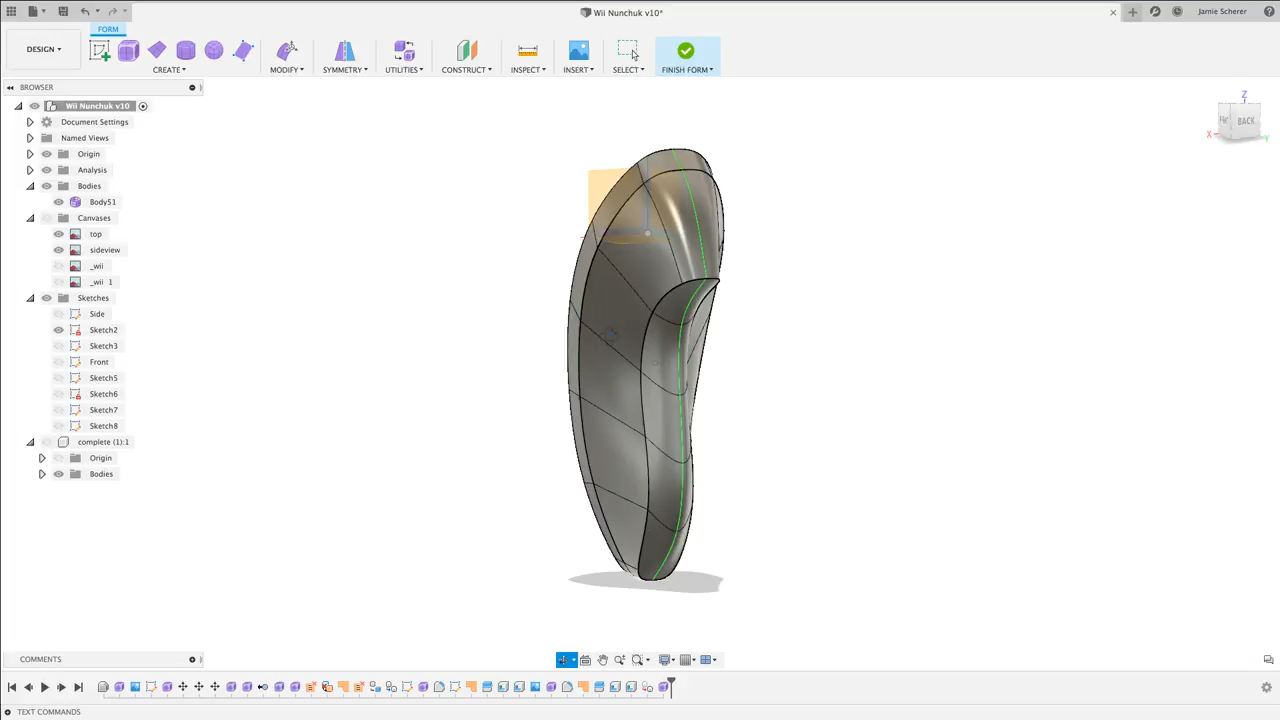 Wii Nunchuk v10*
Jamie Scherer
DESIGN
FORM
CREATE
MODIFY
SYMMETRY
UTILITIES
CONSTRUCT
INSPECT
INSERT
SELECT
FINISH FORM
BROWSER
Wii Nunchuk v10
Document Settings
Named Views
Origin
Analysis
Bodies
Body51
Canvases
top
sideview
_wii
_wii 1
Sketches
Side
Sketch2
Sketch3
Front
Sketch5
Sketch6
Sketch7
Sketch8
complete (1):1
Origin
Bodies
Z
BACK
X
Y
COMMENTS
TEXT COMMANDS